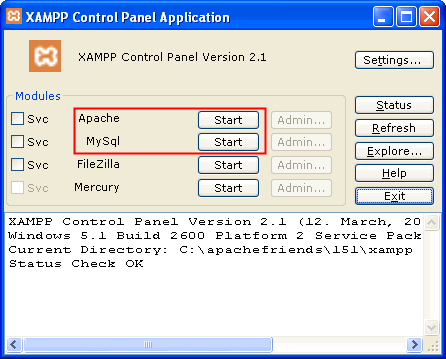 XAMPP Control Panel Application
XAMPP Control Panel Version 2.1
Settings...
Modules
Svc Apache Start Admin...
Svc MySql Start Admin...
Svc FileZilla Start Admin...
Svc Mercury Start Admin...
Status
Refresh
Explore...
Help
Exit
XAMPP Control Panel Version 2.1 (12. March, 20
Windows 5.1 Build 2600 Platform 2 Service Pack
Current Directory: C:\apachefriends\151\xampp
Status Check OK